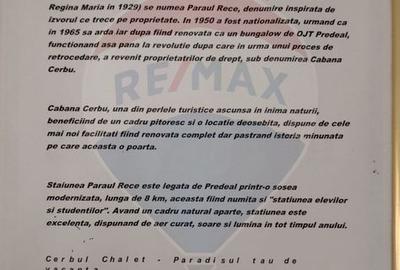 Regina Maria in 1929) se numea Paraul Rece, denumire inspirata de
izvorul ce trece pe proprietate. In 1950 a fost nationalizata, urmand ca
in 1965 sa arda iar dupa fiind renovata ca un bungalow de OJT Predeal,
functionand asa pana la revolutie dupa care in urma unui proces de
retrocedare, a revenit proprietatilor de drept, sub denumirea Cabana
Cerbu.
RE/MAX
Cabana Cerbu, una din perlele turistice ascunsa in inima naturii,
beneficiind de un cadru pitoresc si o locatie deosebita, dispune de cele
mai noi facilitati fiind renovata complet dar pastrand istoria minunata
pe care aceasta o poarta.
Staiunea Paraul Rece este legata de Predeal printr-o sosea
modernizata, lunga de 8 km, aceasta fiind numita si "statiunea elevilor
si studentilor". Avand un cadru natural aparte, statiunea este
excelenta, dispunand de aer curat, soare si lumina in tot timpul anului.
Cerbul Chalet - Paradisul tau de
vacanta